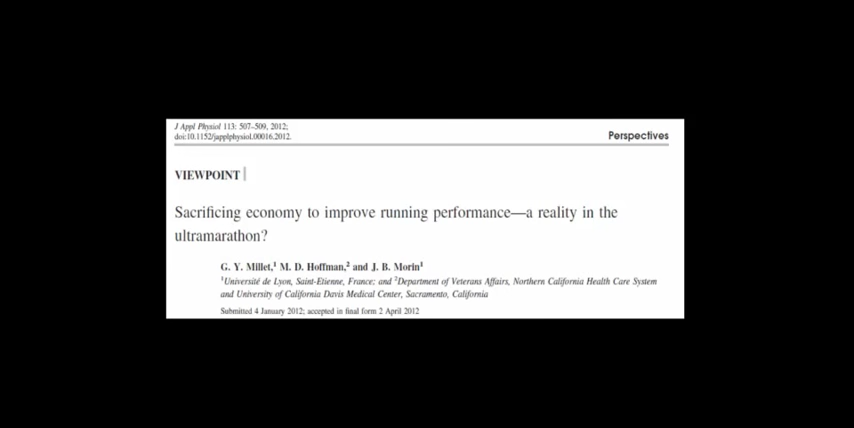 J Appl Physiol 113: 507–509, 2012;
doi:10.1152/japplphysiol.00016.2012.
Perspectives
VIEWPOINT
Sacrificing economy to improve running performance—a reality in the
ultramarathon?
G. Y. Millet,¹ M. D. Hoffman,² and J. B. Morin¹
¹Université de Lyon, Saint-Etienne, France; and ²Department of Veterans Affairs, Northern California Health Care System
and University of California Davis Medical Center, Sacramento, California
Submitted 4 January 2012; accepted in final form 2 April 2012